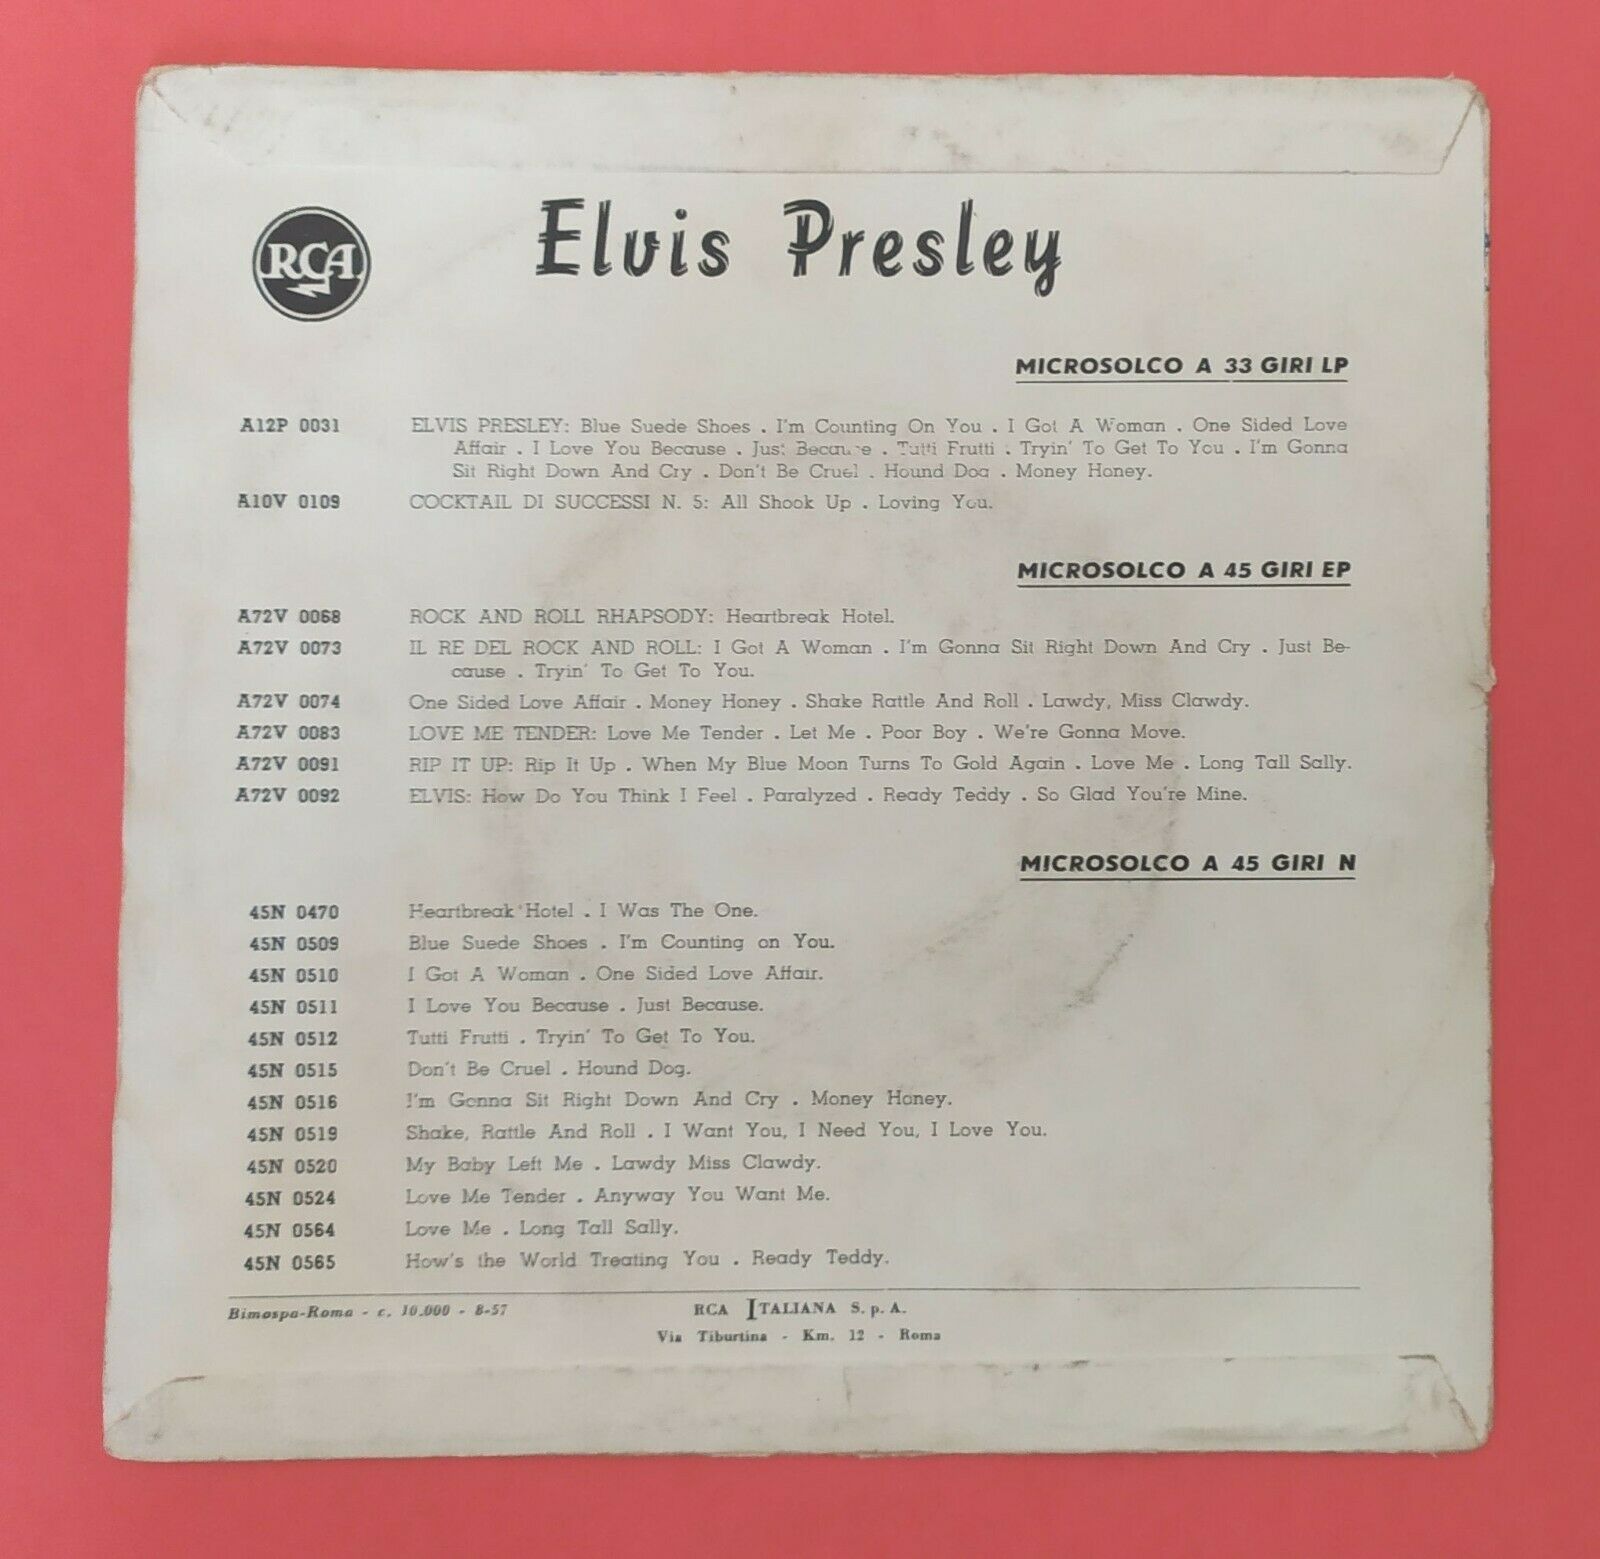 RCA
Elvis Presley
MICROSOLCO A 33 GIRI LP
A12P 0031 ELVIS PRESLEY: Blue Suede Shoes . I'm Counting On You . I Got A Woman . One Sided Love
Affair . I Love You Because . Just Because . Tutti Frutti . Tryin' To Get To You . I'm Gonna
Sit Right Down And Cry . Don't Be Cruel . Hound Dog . Money Honey.
A10V 0109 COCKTAIL DI SUCCESSI N. 5: All Shook Up . Loving You.
MICROSOLCO A 45 GIRI EP
A72V 0068 ROCK AND ROLL RHAPSODY: Heartbreak Hotel.
A72V 0073 IL RE DEL ROCK AND ROLL: I Got A Woman . I'm Gonna Sit Right Down And Cry . Just Be-
cause . Tryin' To Get To You.
A72V 0074 One Sided Love Affair . Money Honey . Shake Rattle And Roll . Lawdy, Miss Clawdy.
A72V 0083 LOVE ME TENDER: Love Me Tender . Let Me . Poor Boy . We're Gonna Move.
A72V 0091 RIP IT UP: Rip It Up . When My Blue Moon Turns To Gold Again . Love Me . Long Tall Sally.
A72V 0092 ELVIS: How Do You Think I Feel . Paralyzed . Ready Teddy . So Glad You're Mine.
MICROSOLCO A 45 GIRI N
45N 0470 Heartbreak Hotel . I Was The One.
45N 0509 Blue Suede Shoes . I'm Counting on You.
45N 0510 I Got A Woman . One Sided Love Affair.
45N 0511 I Love You Because . Just Because.
45N 0512 Tutti Frutti . Tryin' To Get To You.
45N 0515 Don't Be Cruel . Hound Dog.
45N 0516 I'm Gonna Sit Right Down And Cry . Money Honey.
45N 0519 Shake, Rattle And Roll . I Want You, I Need You, I Love You.
45N 0520 My Baby Left Me . Lawdy Miss Clawdy.
45N 0524 Love Me Tender . Anyway You Want Me.
45N 0564 Love Me . Long Tall Sally.
45N 0565 How's the World Treating You . Ready Teddy.
Bimospa-Roma - c. 10.000 - 8-57 RCA ITALIANA S. p. A.
Via Tiburtina - Km. 12 - Roma